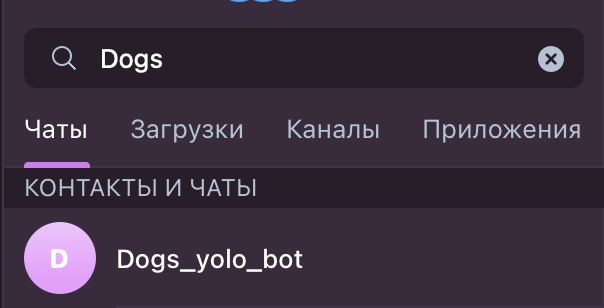 Dogs
Чаты Загрузки Каналы Приложения
КОНТАКТЫ И ЧАТЫ
D Dogs_yolo_bot